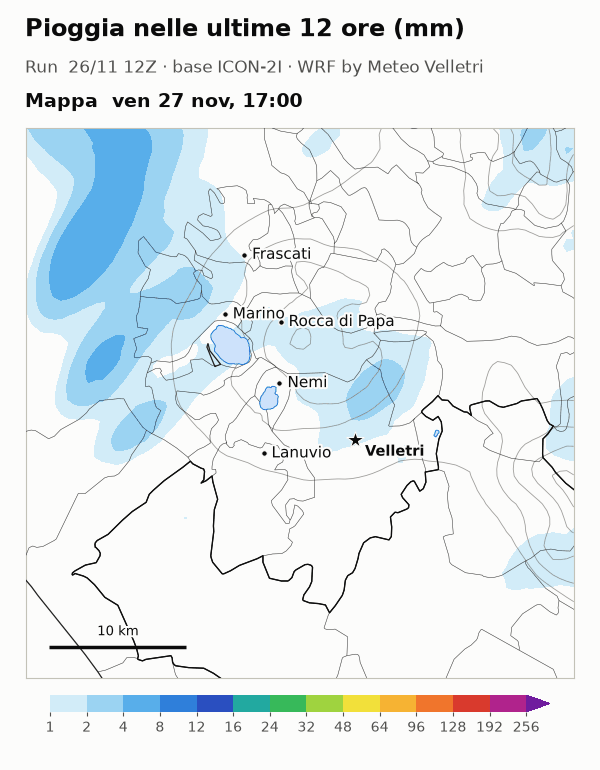 Pioggia nelle ultime 12 ore (mm)
Run  26/11 12Z · base ICON-2I · WRF by Meteo Velletri
Mappa  ven 27 nov, 17:00
Frascati
Marino
Rocca di Papa
Nemi
Velletri
Lanuvio
10 km
1 2 4 8 12 16 24 32 42 48 64 96 128 192 256